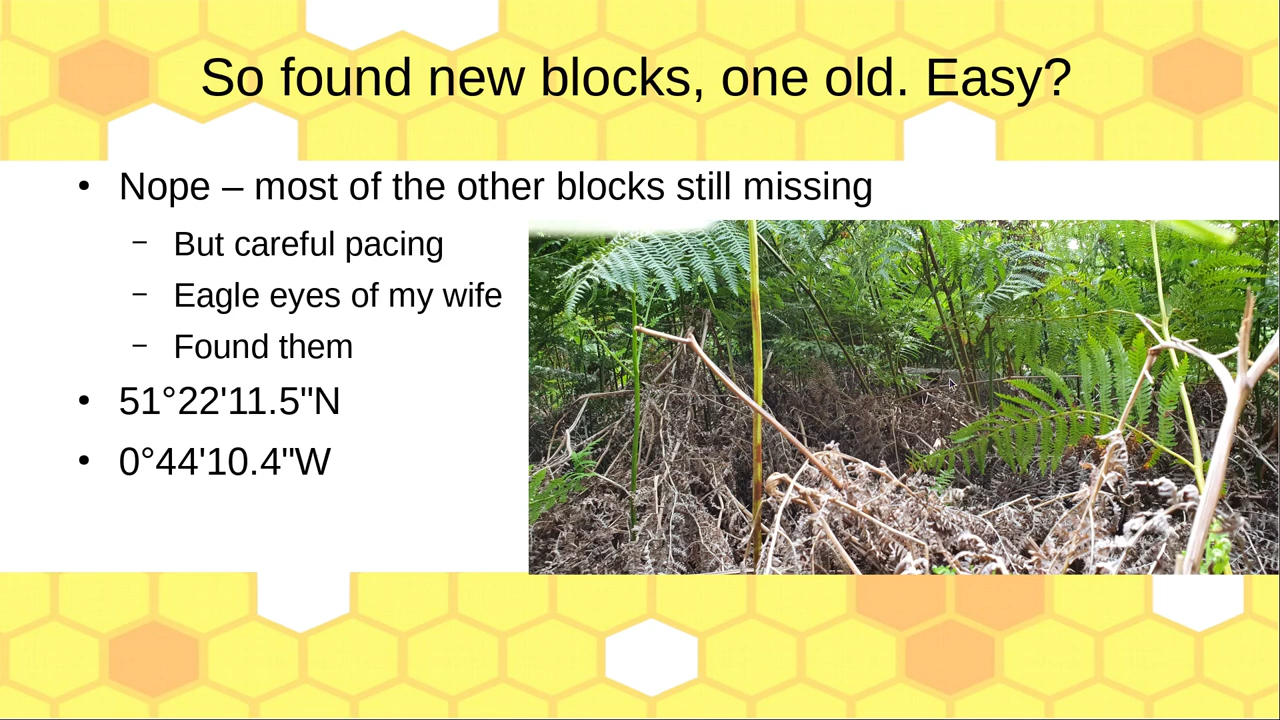 So found new blocks, one old. Easy?
• Nope – most of the other blocks still missing
– But careful pacing
– Eagle eyes of my wife
– Found them
• 51°22'11.5"N
• 0°44'10.4"W